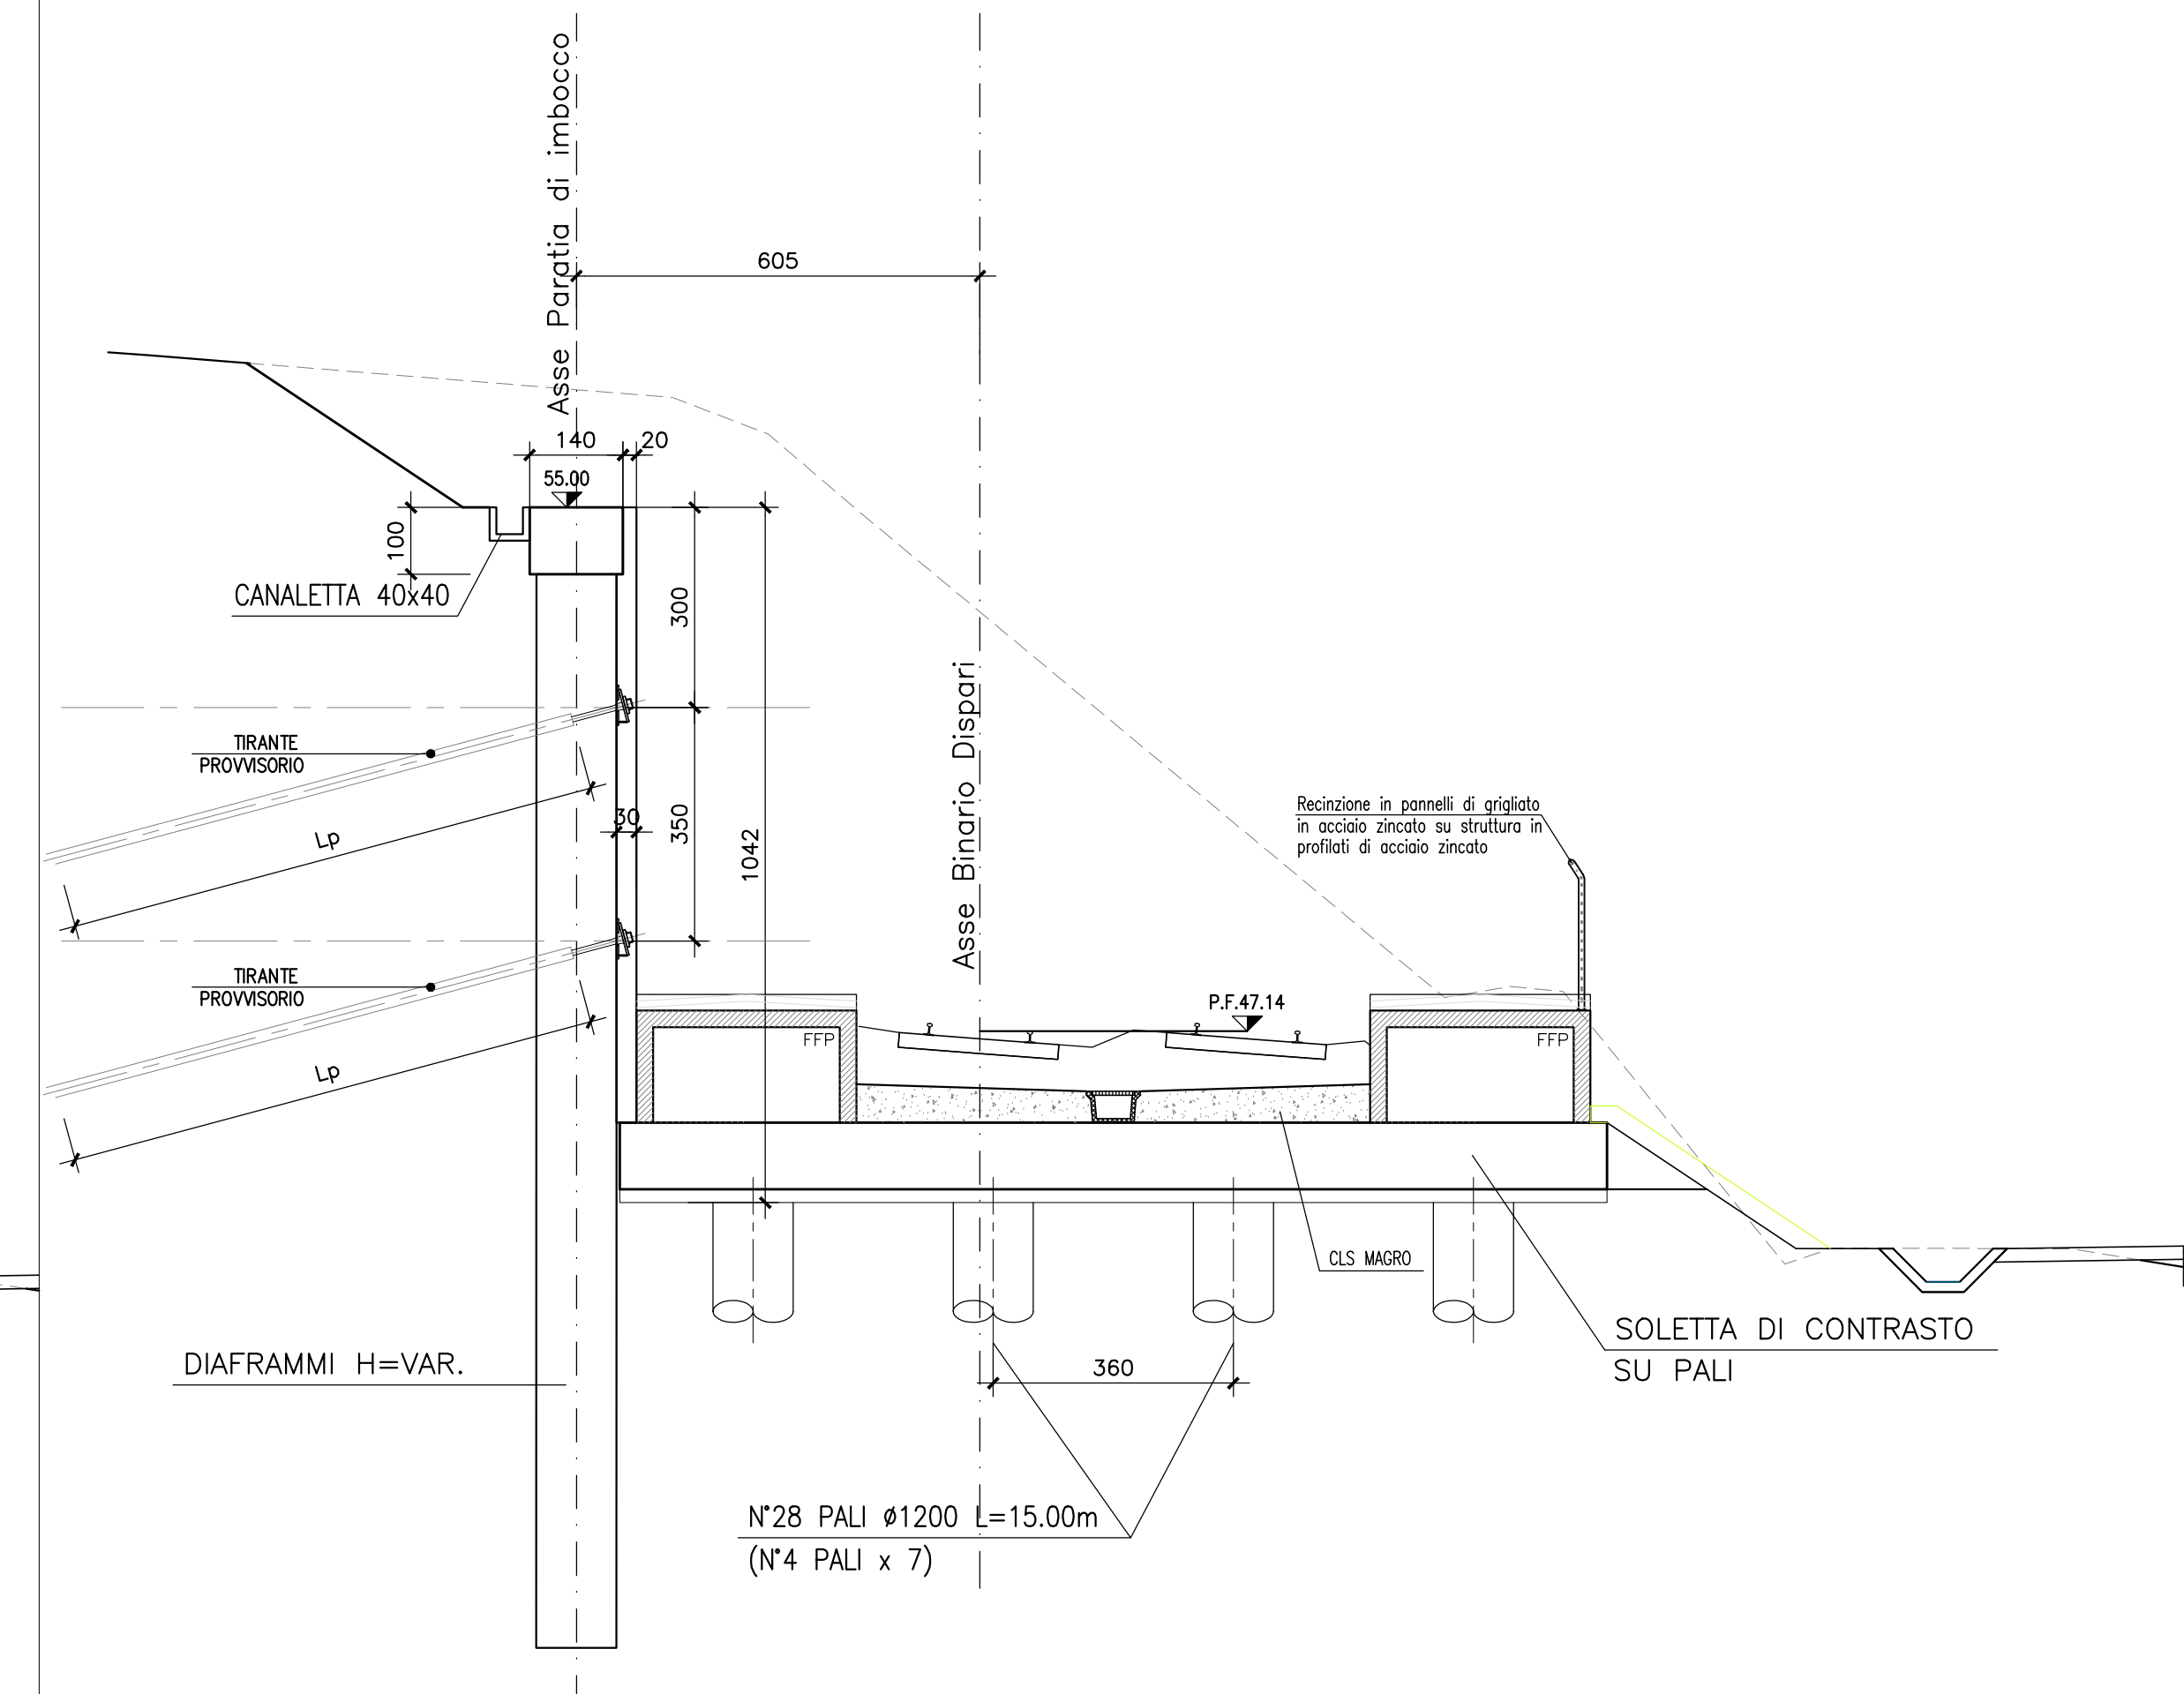 Asse Paratia di imbocco
605
140
20
55.00
100
CANALETTA 40x40
300
TIRANTE
PROVVISORIO
Lp
30
350
1042
Asse Binario Dispari
Recinzione in pannelli di grigliato
in acciaio zincato su struttura in
profilati di acciaio zincato
TIRANTE
PROVVISORIO
Lp
P.F.47.14
FFP
FFP
CLS MAGRO
SOLETTA DI CONTRASTO
SU PALI
DIAFRAMMI H=VAR.
360
N°28 PALI ø1200 L=15.00m
(N°4 PALI x 7)